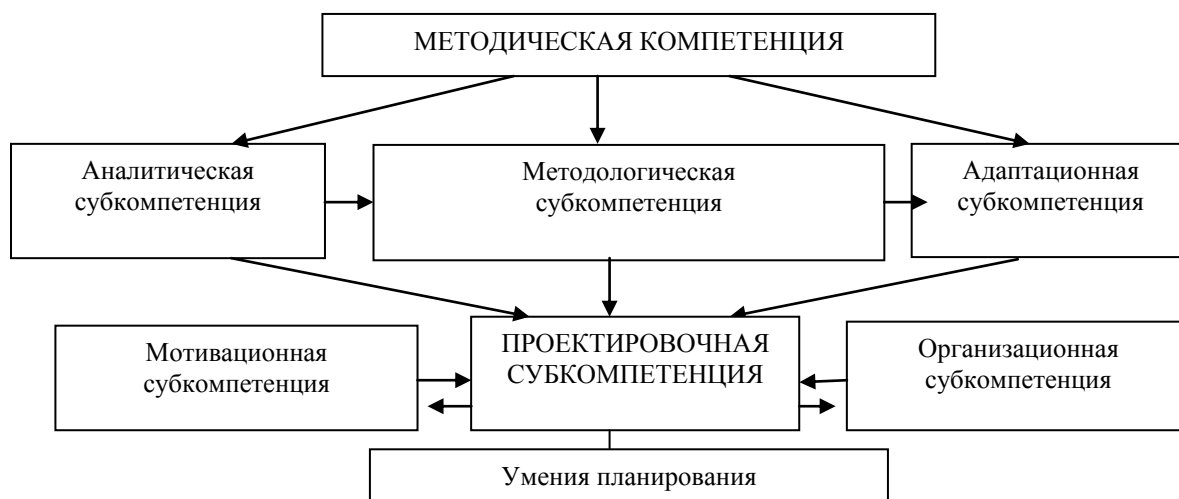 МЕТОДИЧЕСКАЯ КОМПЕТЕНЦИЯ
Аналитическая
субкомпетенция
Методологическая
субкомпетенция
Адаптационная
субкомпетенция
Мотивационная
субкомпетенция
ПРОЕКТИРОВОЧНАЯ
СУБКОМПЕТЕНЦИЯ
Организационная
субкомпетенция
Умения планирования